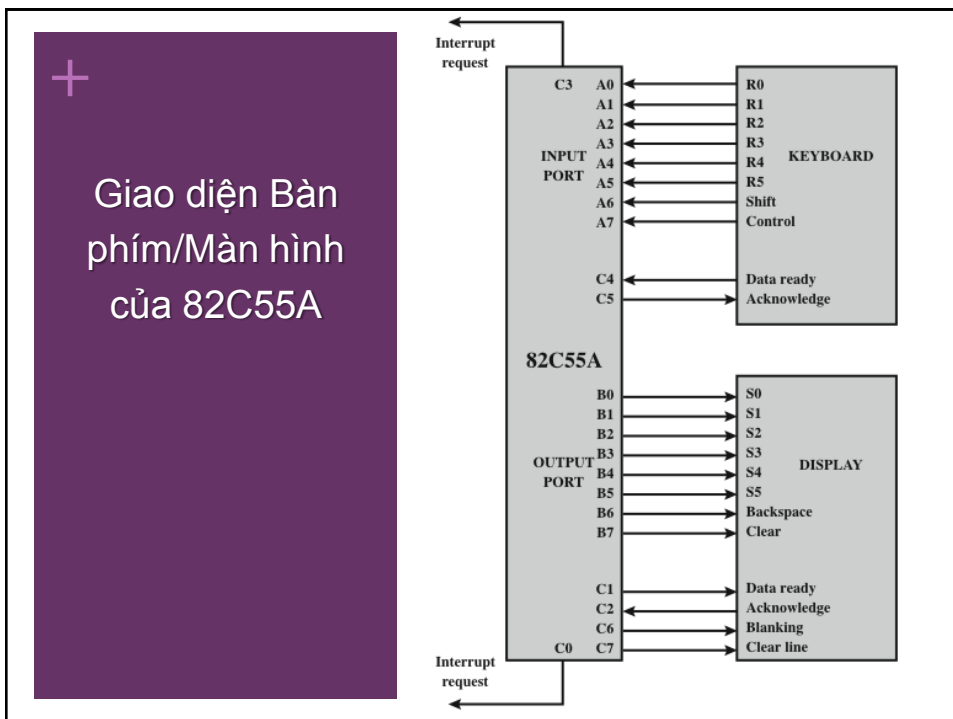 +
Giao diện Bàn
phím/Màn hình
của 82C55A
Interrupt
request
C3 A0 R0
A1 R1
A2 R2
A3 R3
INPUT
PORT
A4 R4
KEYBOARD
A5 R5
A6 Shift
A7 Control
C4 Data ready
C5 Acknowledge
82C55A
B0 S0
B1 S1
B2 S2
B3 S3
OUTPUT
PORT
B4 S4
DISPLAY
B5 S5
B6 Backspace
B7 Clear
C1 Data ready
C2 Acknowledge
C6 Blanking
C0 C7 Clear line
Interrupt
request